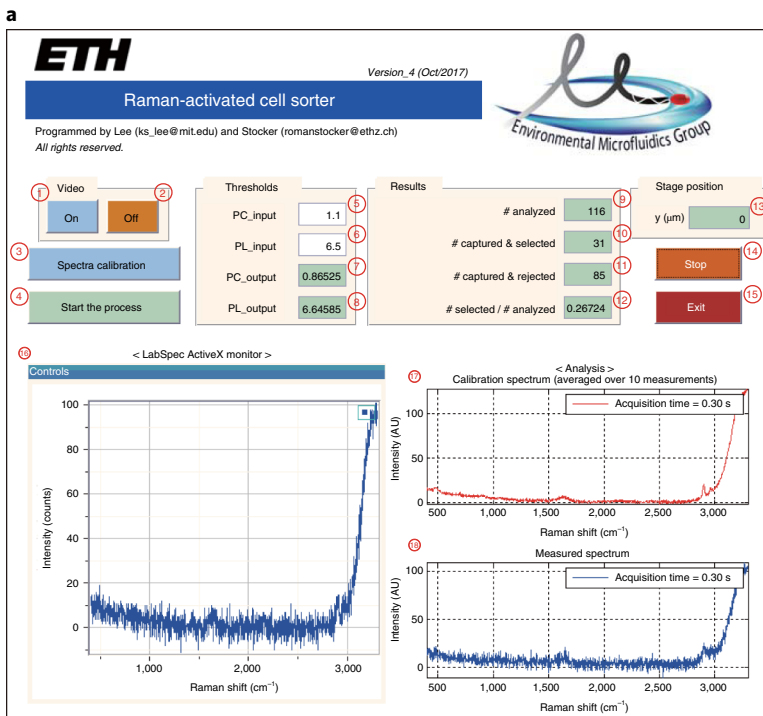 a
ETH
Version_4 (Oct/2017)
Raman-activated cell sorter
Environmental Microfluidics Group
Programmed by Lee (ks_lee@mit.edu) and Stocker (romanstocker@ethz.ch)
All rights reserved.
1 Video 2
On Off
3 Spectra calibration
4 Start the process
Thresholds
PC_input 1.1 5
PL_input 6.5 6
PC_output 0.86525 7
PL_output 6.64585 8
Results
# analyzed 116 9
# captured & selected 31 10
# captured & rejected 85 11
# selected / # analyzed 0.26724 12
Stage position
y (μm) 0 13
Stop 14
Exit 15
16 < LabSpec ActiveX monitor >
Controls
100
80
60
40
20
0
Intensity (counts)
1,000 2,000 3,000
Raman shift (cm⁻¹)
< Analysis >
17 Calibration spectrum (averaged over 10 measurements)
Acquisition time = 0.30 s
100
50
0
Intensity (AU)
500 1,000 1,500 2,000 2,500 3,000
Raman shift (cm⁻¹)
18 Measured spectrum
Acquisition time = 0.30 s
100
50
0
Intensity (AU)
500 1,000 1,500 2,000 2,500 3,000
Raman shift (cm⁻¹)